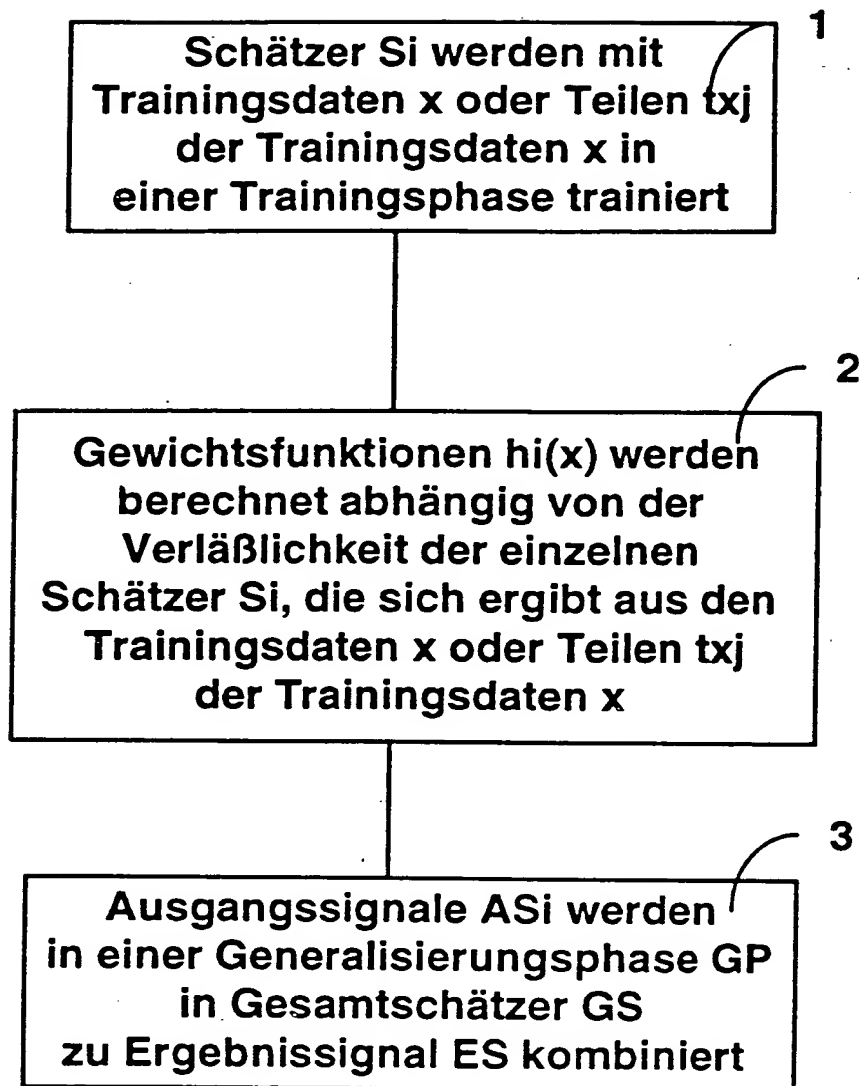 1
Schätzer Si werden mit
Trainingsdaten x oder Teilen txj
der Trainingsdaten x in
einer Trainingsphase trainiert
2
Gewichtsfunktionen hi(x) werden
berechnet abhängig von der
Verläßlichkeit der einzelnen
Schätzer Si, die sich ergibt aus den
Trainingsdaten x oder Teilen txj
der Trainingsdaten x
3
Ausgangssignale ASi werden
in einer Generalisierungsphase GP
in Gesamtschätzer GS
zu Ergebnissignal ES kombiniert